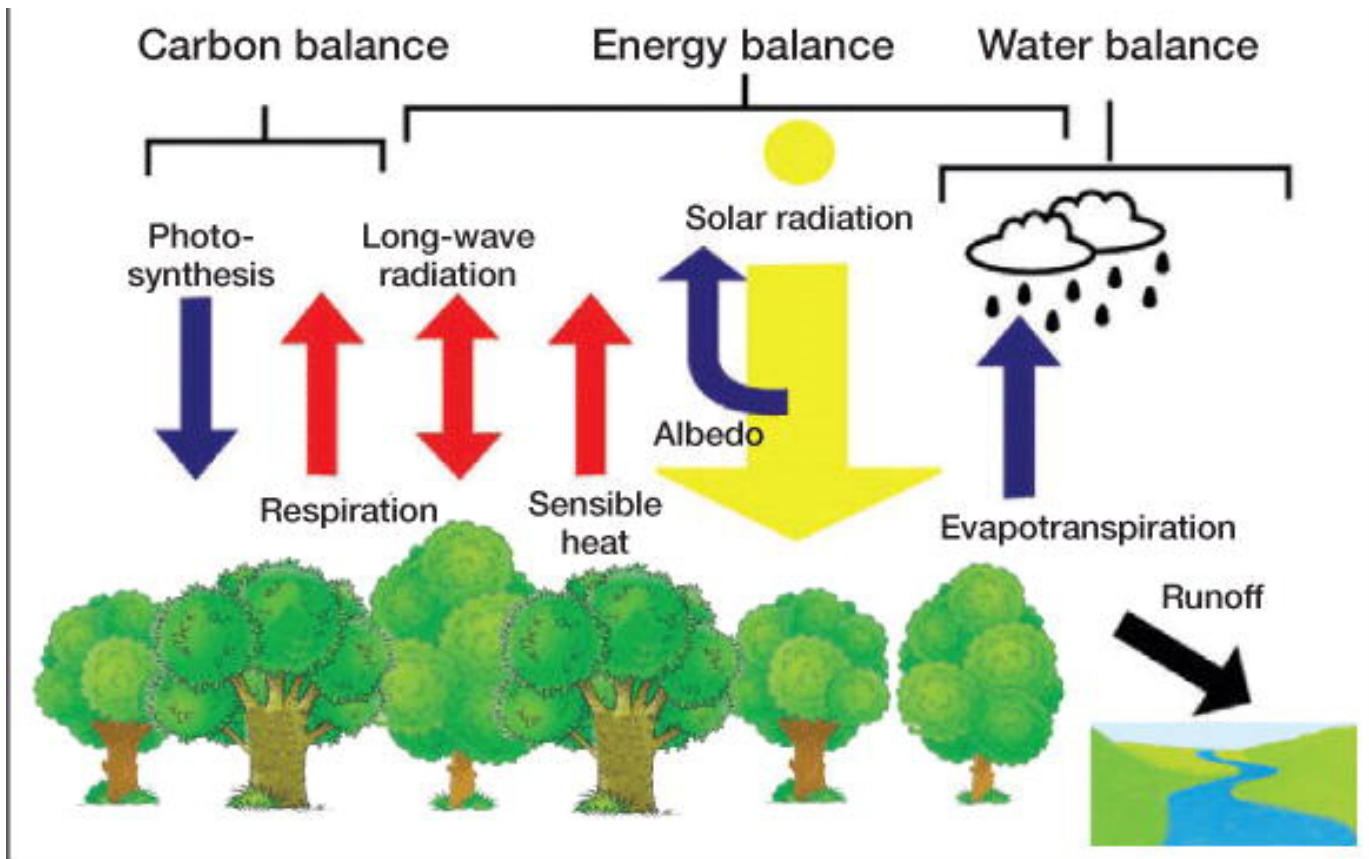 Carbon balance
Energy balance
Water balance
Photo-
synthesis
Long-wave
radiation
Solar radiation
Albedo
Respiration
Sensible
heat
Evapotranspiration
Runoff